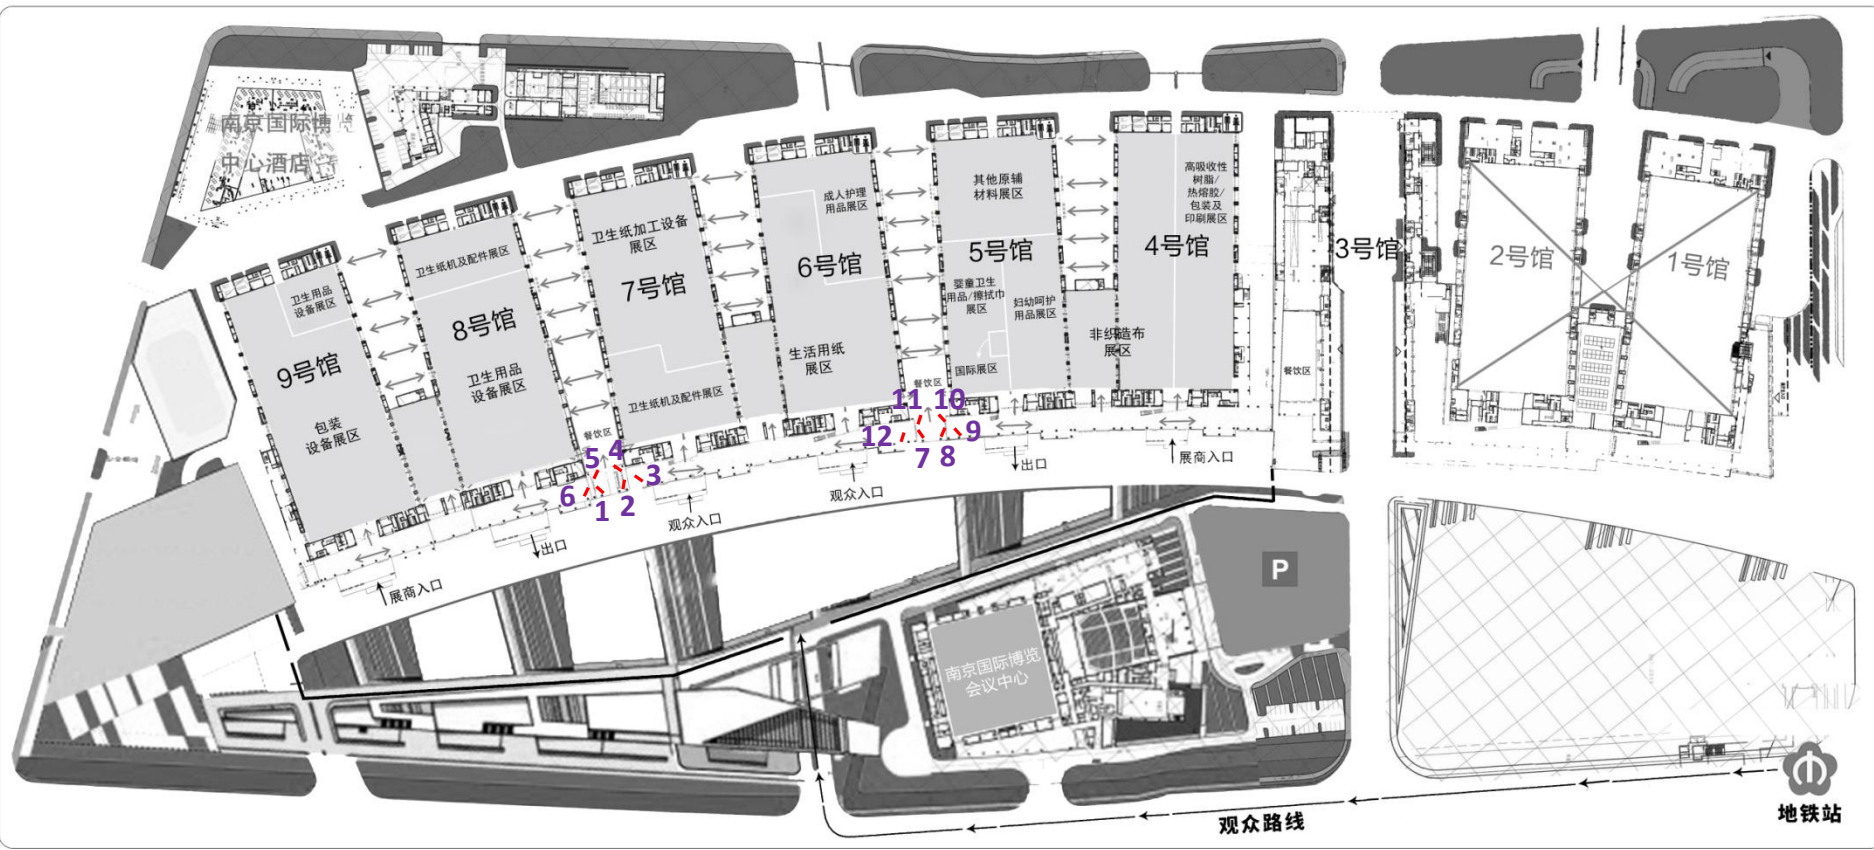 南京国际博览
中心酒店
卫生用品
设备展区
9号馆
包装
设备展区
卫生纸机及配件展区
8号馆
卫生用品
设备展区
卫生纸加工设备
展区
7号馆
卫生纸机及配件展区
餐饮区
成人护理
用品展区
6号馆
生活用纸
展区
其他原辅
材料展区
5号馆
婴童卫生
用品/擦拭巾
展区
妇幼呵护
用品展区
国际展区
餐饮区
高吸收性
树脂/
热熔胶/
包装及
印刷展区
4号馆
非织造布
展区
3号馆
餐饮区
2号馆
1号馆
5
4
3
6
1
2
11
10
12
9
7
8
展商入口
出口
观众入口
观众入口
出口
展商入口
P
南京国际博览
会议中心
观众路线
地铁站